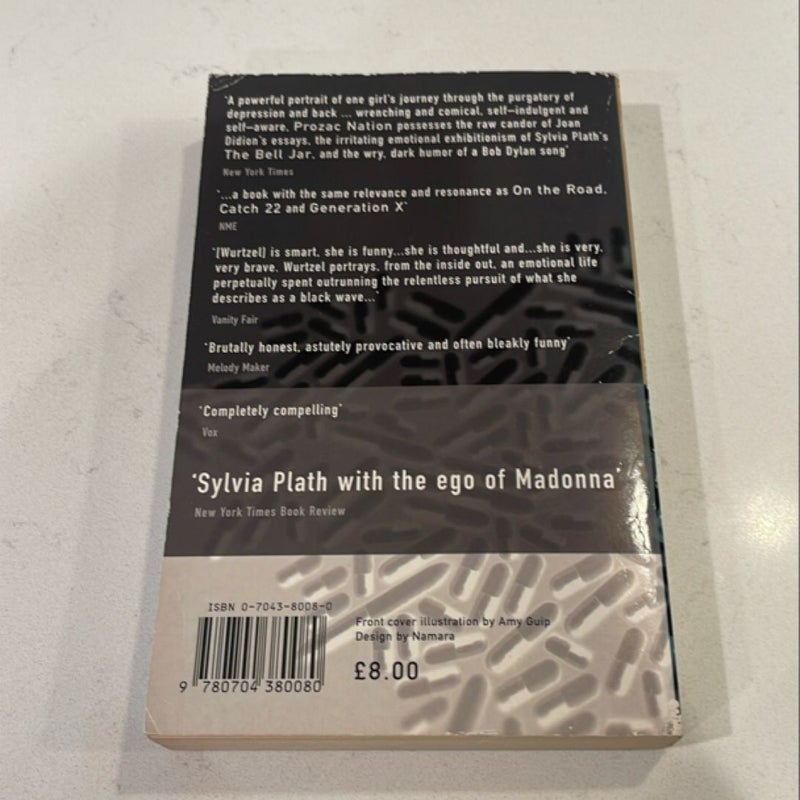 'A powerful portrait of one girl's journey through the purgatory of
depression and back ... wrenching and comical, self-indulgent and
self-aware, Prozac Nation possesses the raw candor of Joan
Didion's essays, the irritating emotional exhibitionism of Sylvia Plath's
The Bell Jar, and the wry, dark humor of a Bob Dylan song'
New York Times
'...a book with the same relevance and resonance as On the Road,
Catch 22 and Generation X'
NME
'[Wurtzel] is smart, she is funny...she is thoughtful and...she is very,
very brave. Wurtzel portrays, from the inside out, an emotional life
perpetually spent outrunning the relentless pursuit of what she
describes as a black wave...'
Vanity Fair
'Brutally honest, astutely provocative and often bleakly funny'
Melody Maker
'Completely compelling'
Vox
'Sylvia Plath with the ego of Madonna'
New York Times Book Review
ISBN 0-7043-8008-0
9 780704 380080
Front cover illustration by Amy Guip
Design by Namara
£8.00